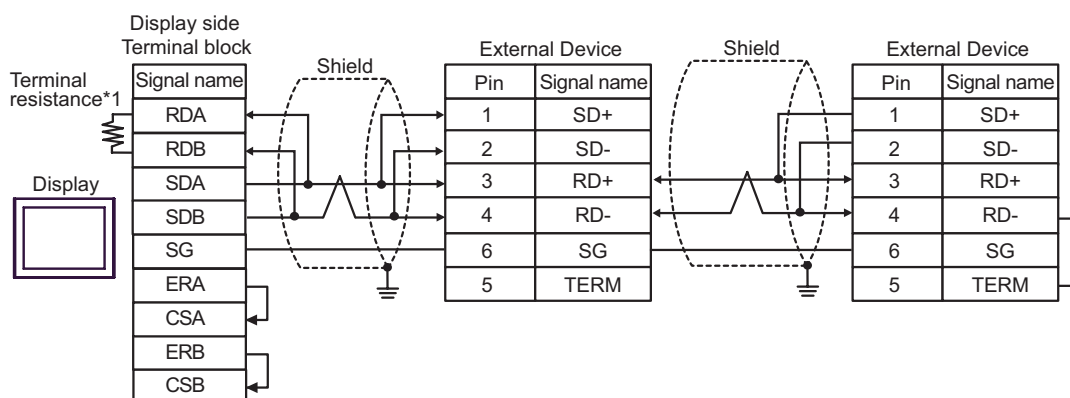 Display side
Terminal block
Terminal
resistance*1
Display
Signal name
RDA
RDB
SDA
SDB
SG
ERA
CSA
ERB
CSB
Shield
External Device
Pin Signal name
1 SD+
2 SD-
3 RD+
4 RD-
6 SG
5 TERM
Shield
External Device
Pin Signal name
1 SD+
2 SD-
3 RD+
4 RD-
6 SG
5 TERM